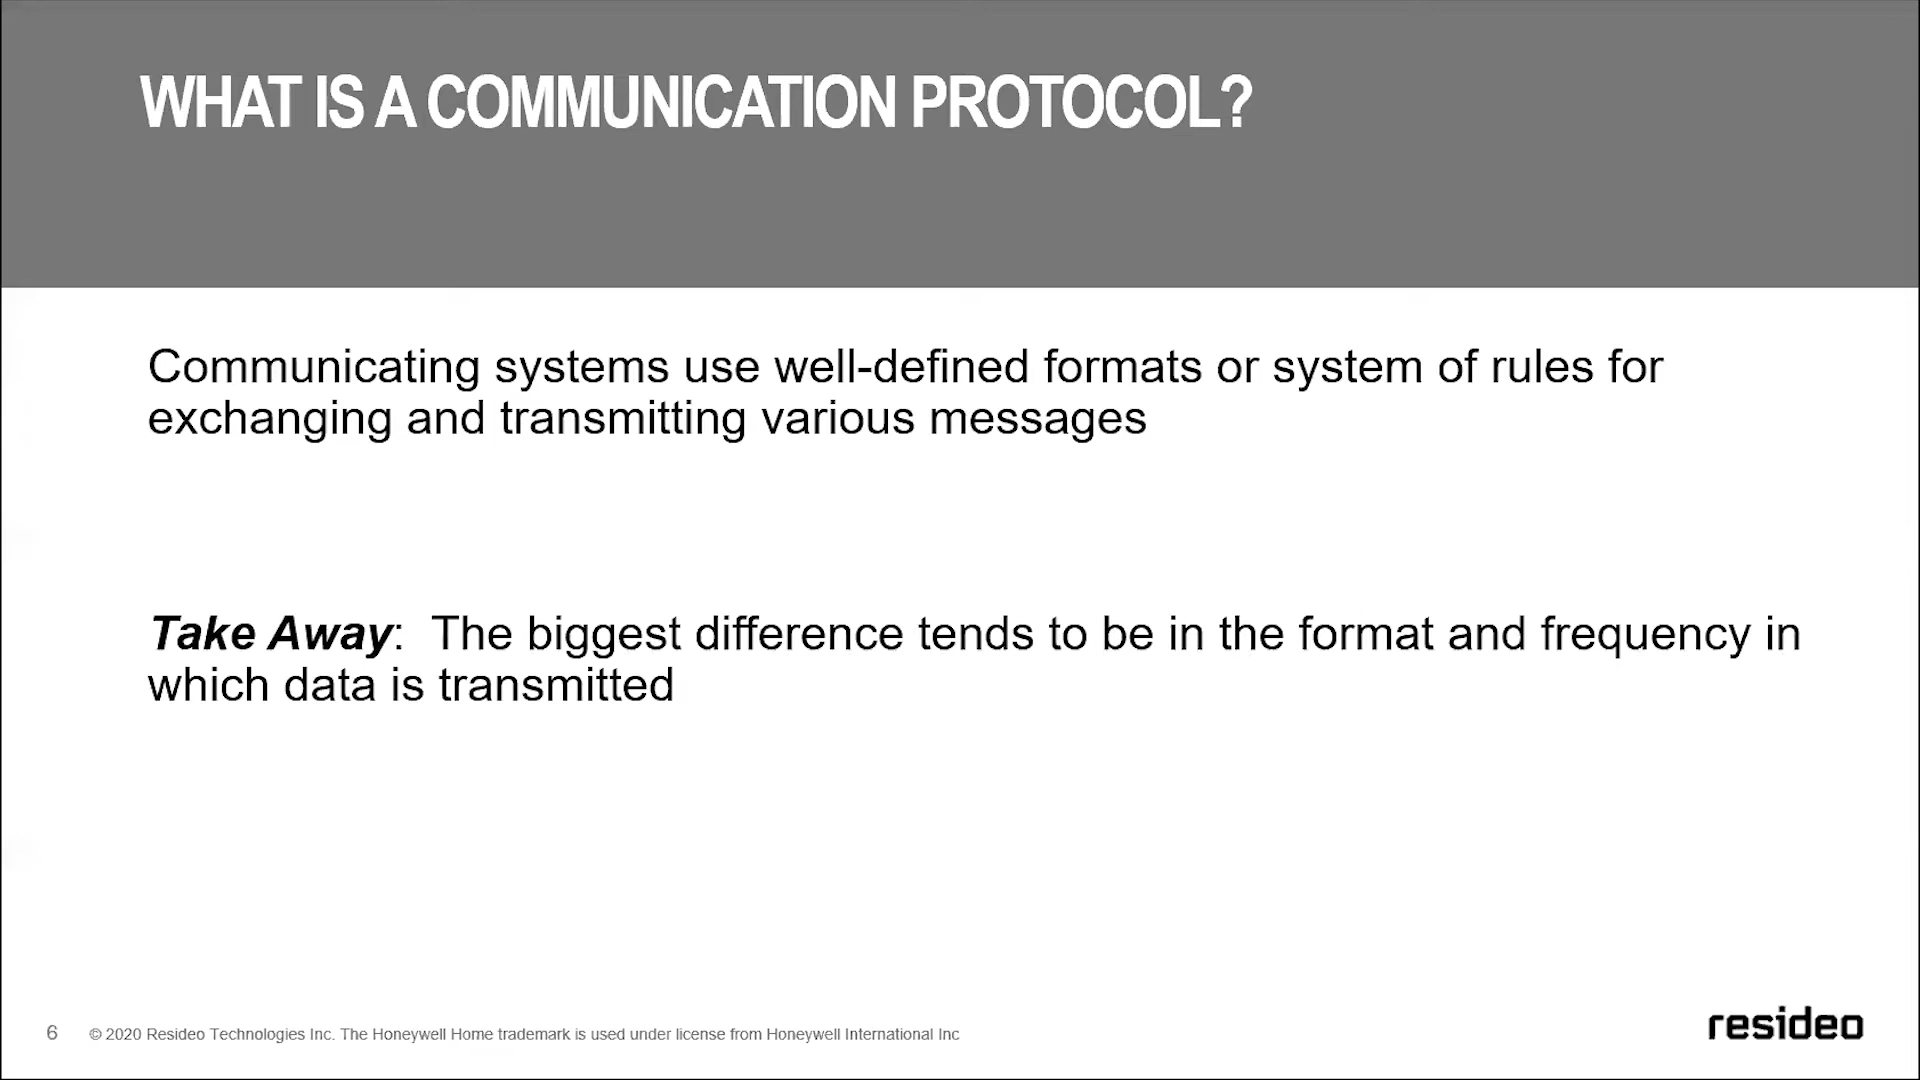 WHAT IS A COMMUNICATION PROTOCOL?
Communicating systems use well-defined formats or system of rules for
exchanging and transmitting various messages
Take Away:  The biggest difference tends to be in the format and frequency in
which data is transmitted
6 © 2020 Resideo Technologies Inc. The Honeywell Home trademark is used under license from Honeywell International Inc
resideo